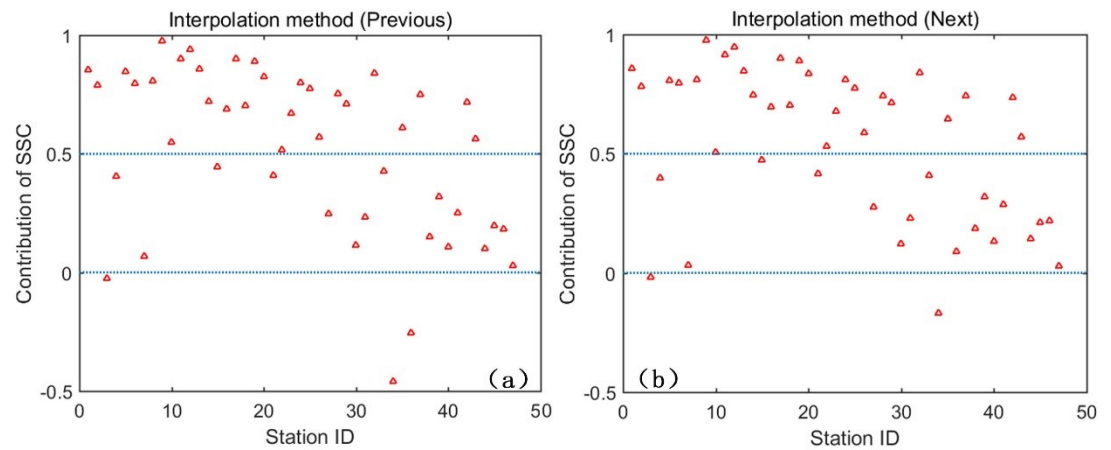 Interpolation method (Previous)
1
0.5
0
-0.5
Contribution of SSC
0
10
20
30
40
50
Station ID
(a)
Interpolation method (Next)
1
0.5
0
-0.5
Contribution of SSC
0
10
20
30
40
50
Station ID
(b)